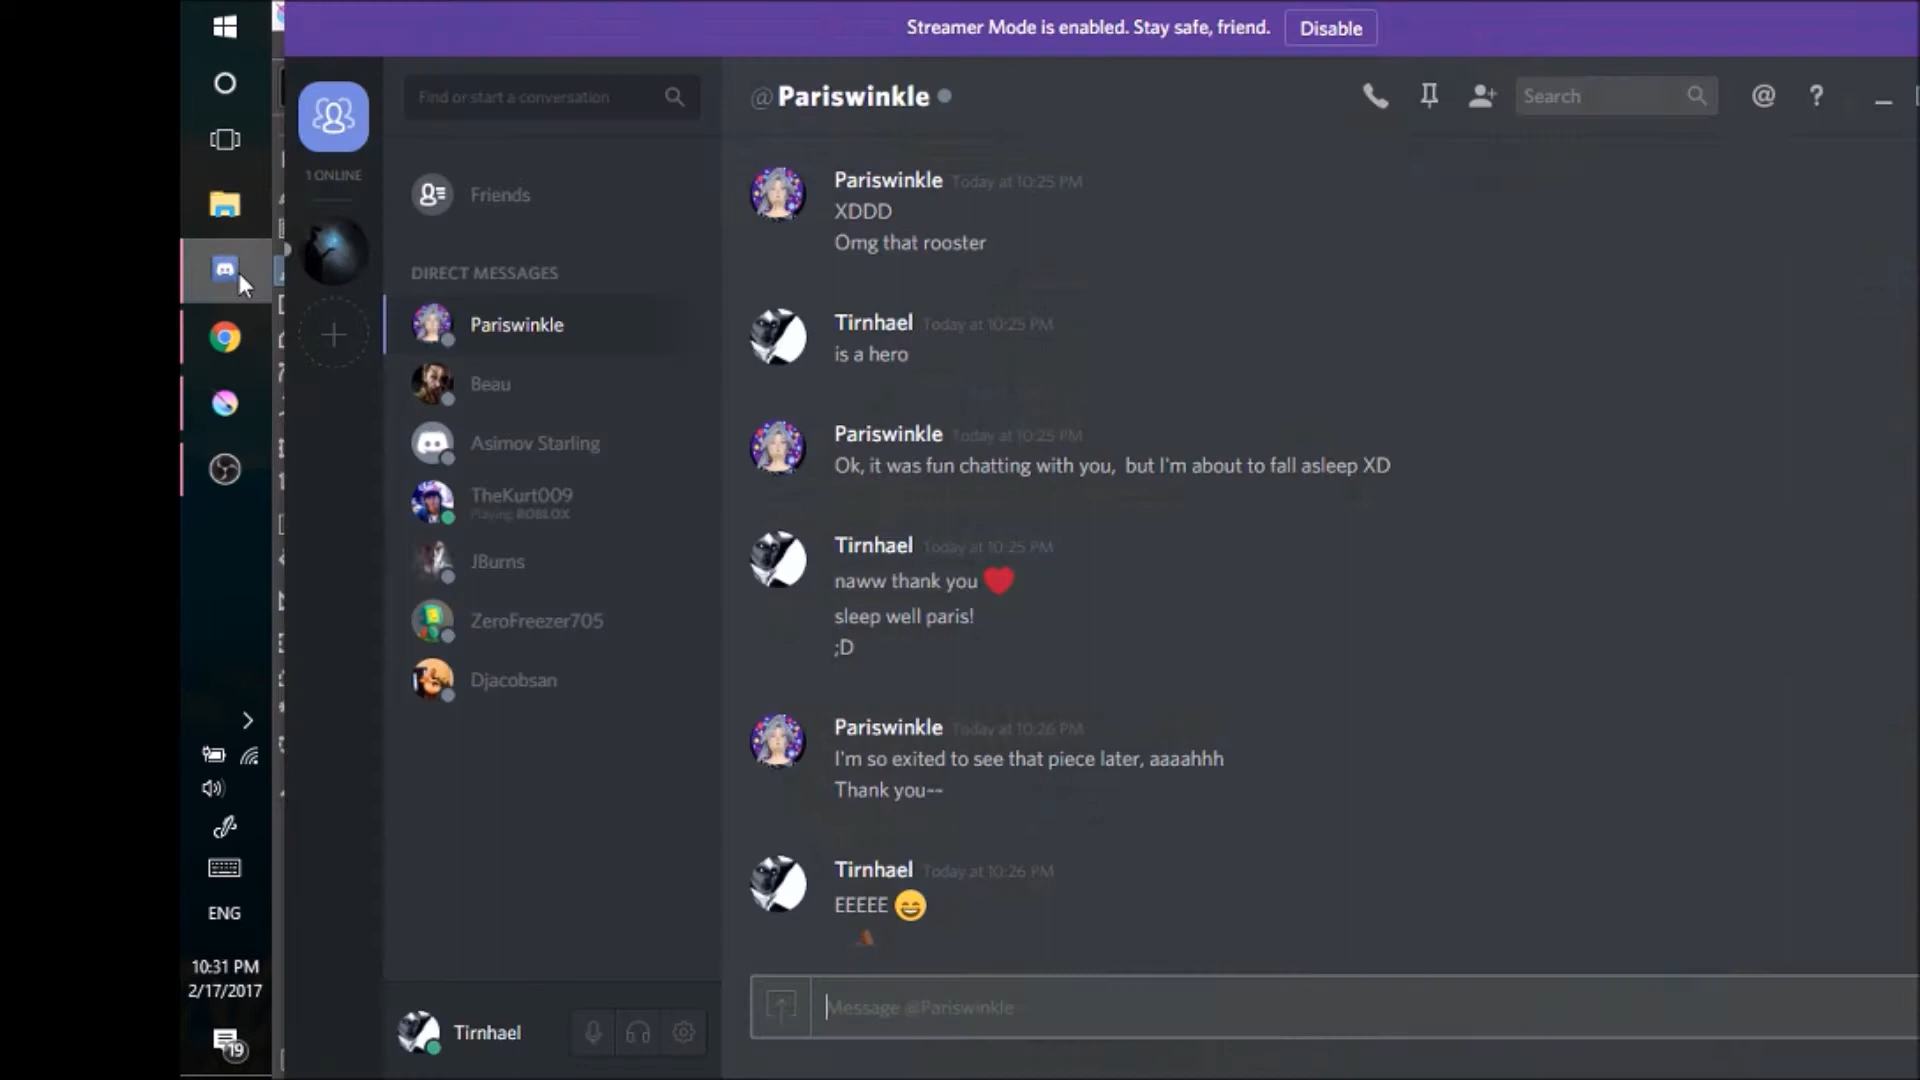 Streamer Mode is enabled. Stay safe, friend.
Disable
Find or start a conversation
@Pariswinkle
Search
1 ONLINE
Friends
DIRECT MESSAGES
Pariswinkle
Beau
Asimov Starling
TheKurt009
Playing ROBLOX
JBurns
ZeroFreezer705
Djacobsan
Pariswinkle Today at 10:25 PM
XDDD
Omg that rooster
Tirnhael Today at 10:25 PM
is a hero
Pariswinkle Today at 10:25 PM
Ok, it was fun chatting with you, but I'm about to fall asleep XD
Tirnhael Today at 10:25 PM
naww thank you ❤
sleep well paris!
;D
Pariswinkle Today at 10:26 PM
I'm so exited to see that piece later, aaaahhh
Thank you~~
Tirnhael Today at 10:26 PM
EEEEE 😄
Message @Pariswinkle
Tirnhael
ENG
10:31 PM
2/17/2017
19